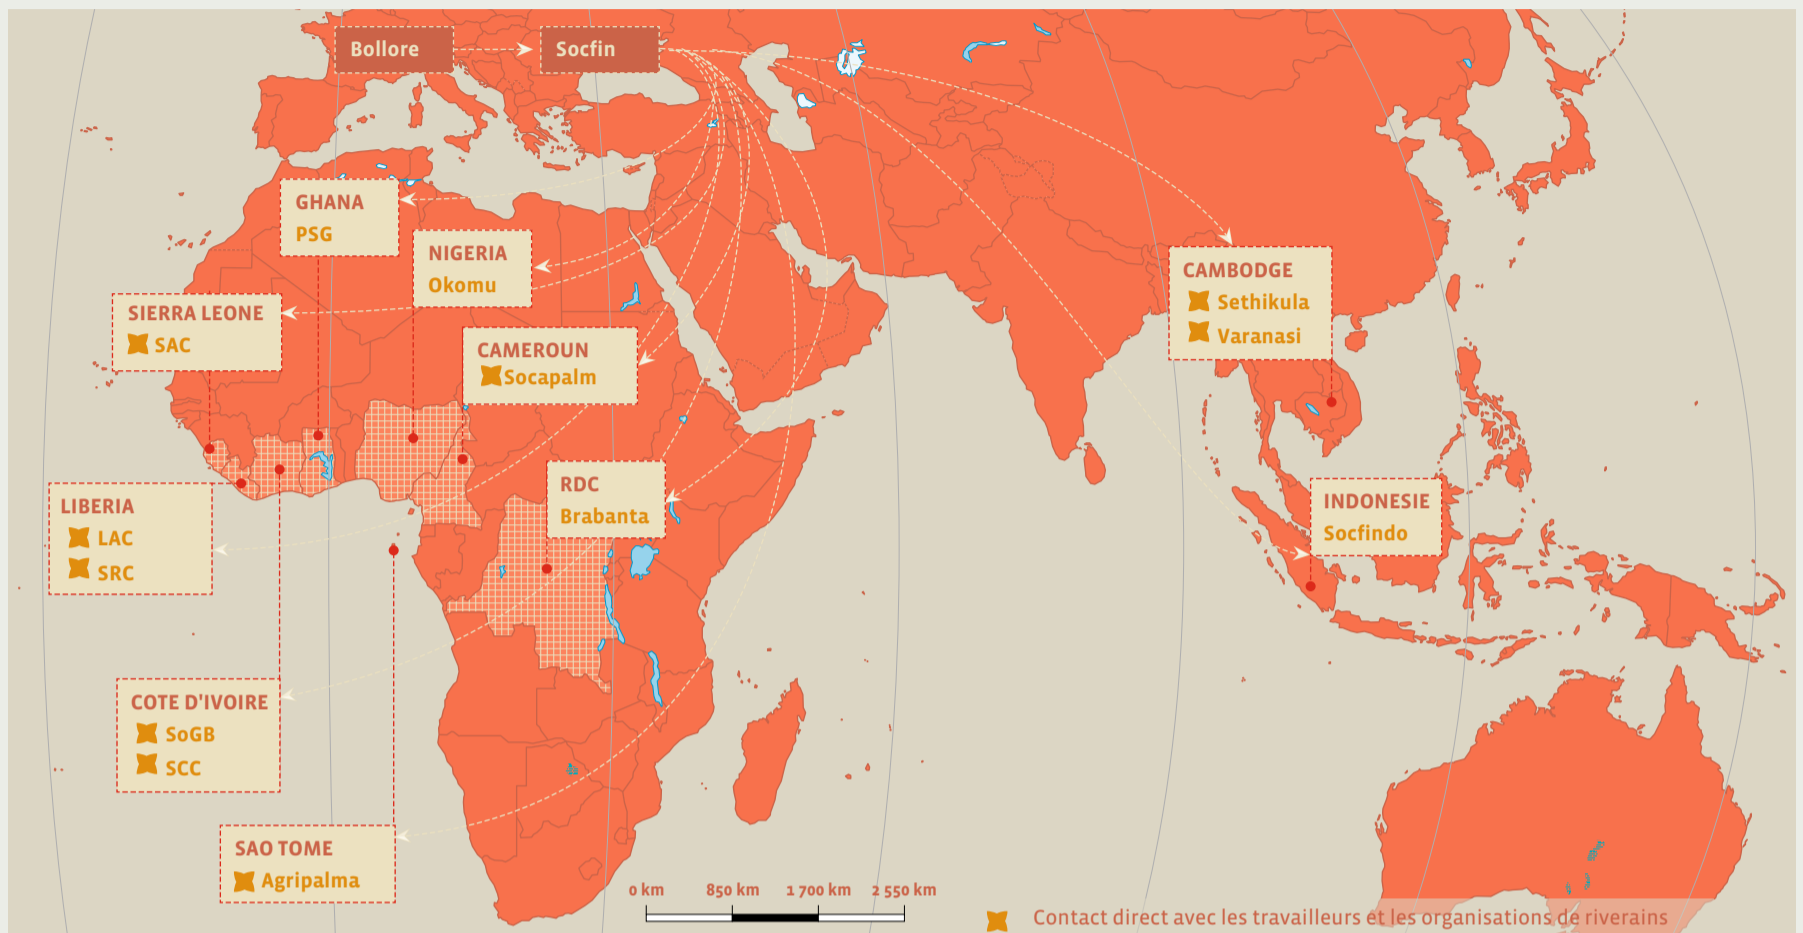 Bollore
Socfin
GHANA
PSG
NIGERIA
Okomu
SIERRA LEONE
SAC
CAMEROUN
Socapalm
CAMBODGE
Sethikula
Varanasi
RDC
Brabanta
LIBERIA
LAC
SRC
INDONESIE
Socfindo
COTE D'IVOIRE
SoGB
SCC
SAO TOME
Agripalma
0 km 850 km 1 700 km 2 550 km
Contact direct avec les travailleurs et les organisations de riverains